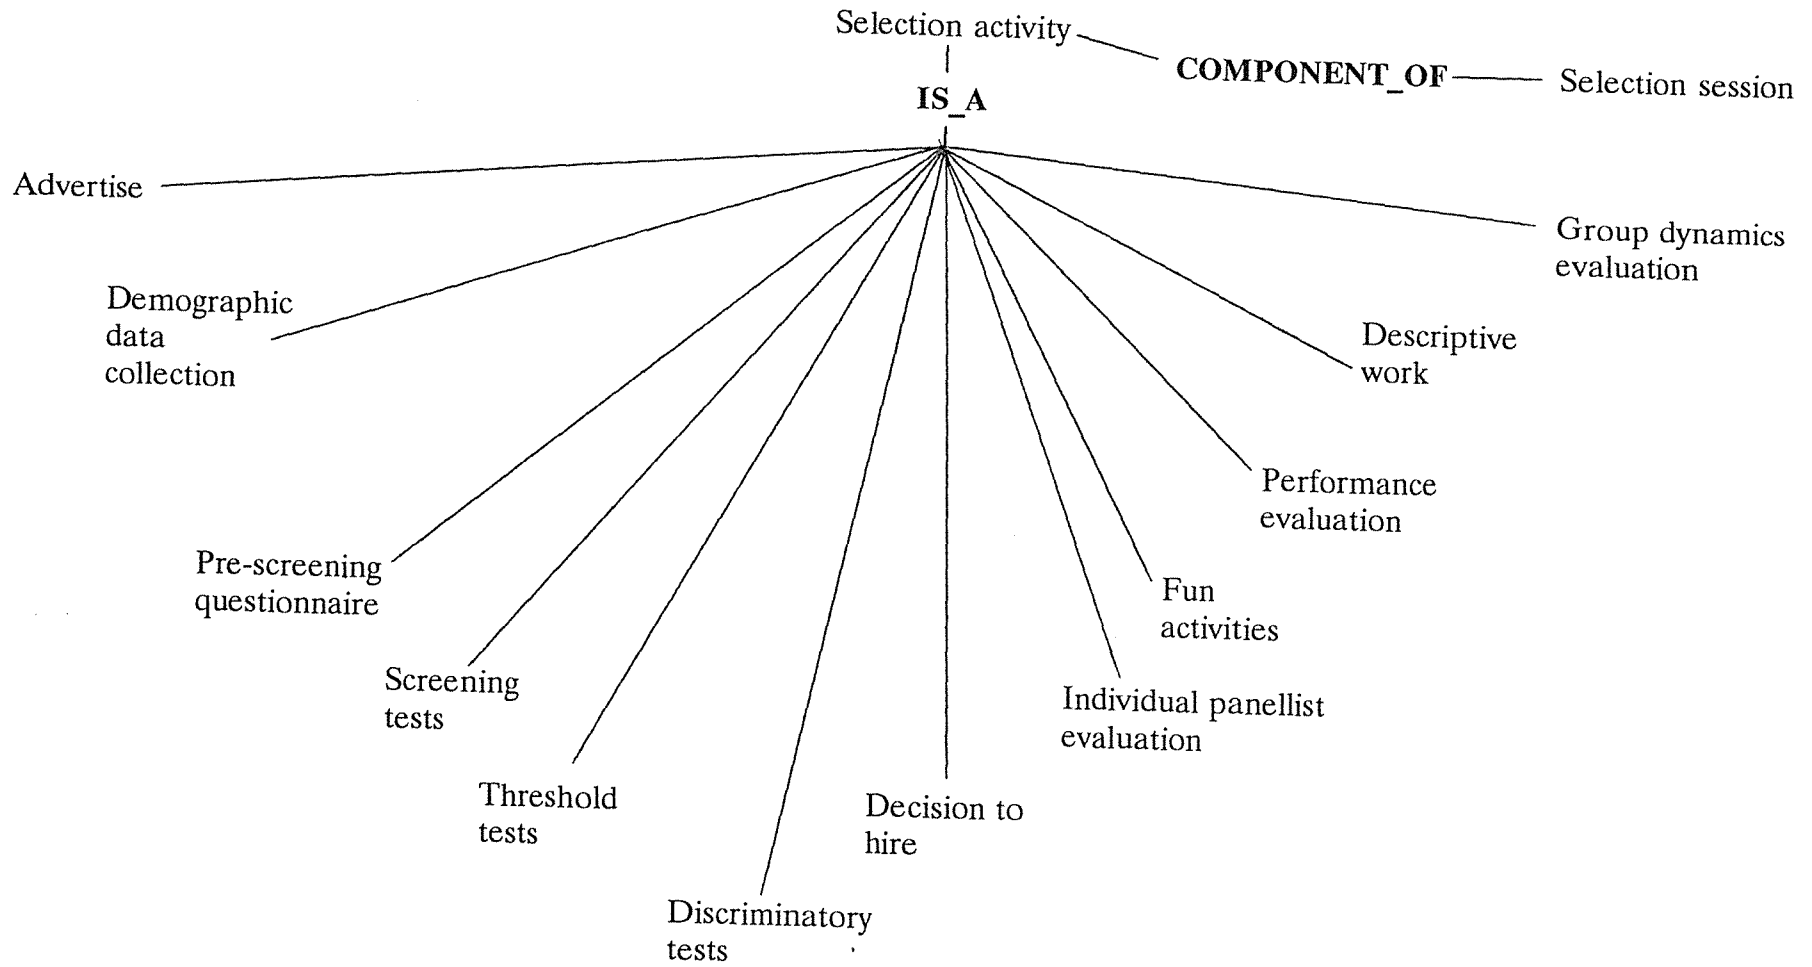 Selection activity
COMPONENT_OF
Selection session
IS_A
Advertise
Group dynamics
evaluation
Demographic
data
collection
Descriptive
work
Performance
evaluation
Pre-screening
questionnaire
Fun
activities
Screening
tests
Individual panellist
evaluation
Threshold
tests
Decision to
hire
Discriminatory
tests